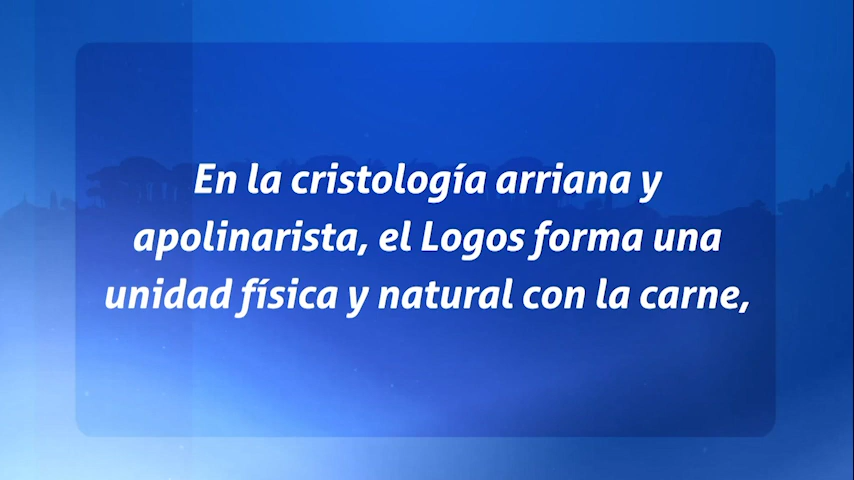 En la cristología arriana y
apolinarista, el Logos forma una
unidad física y natural con la carne,